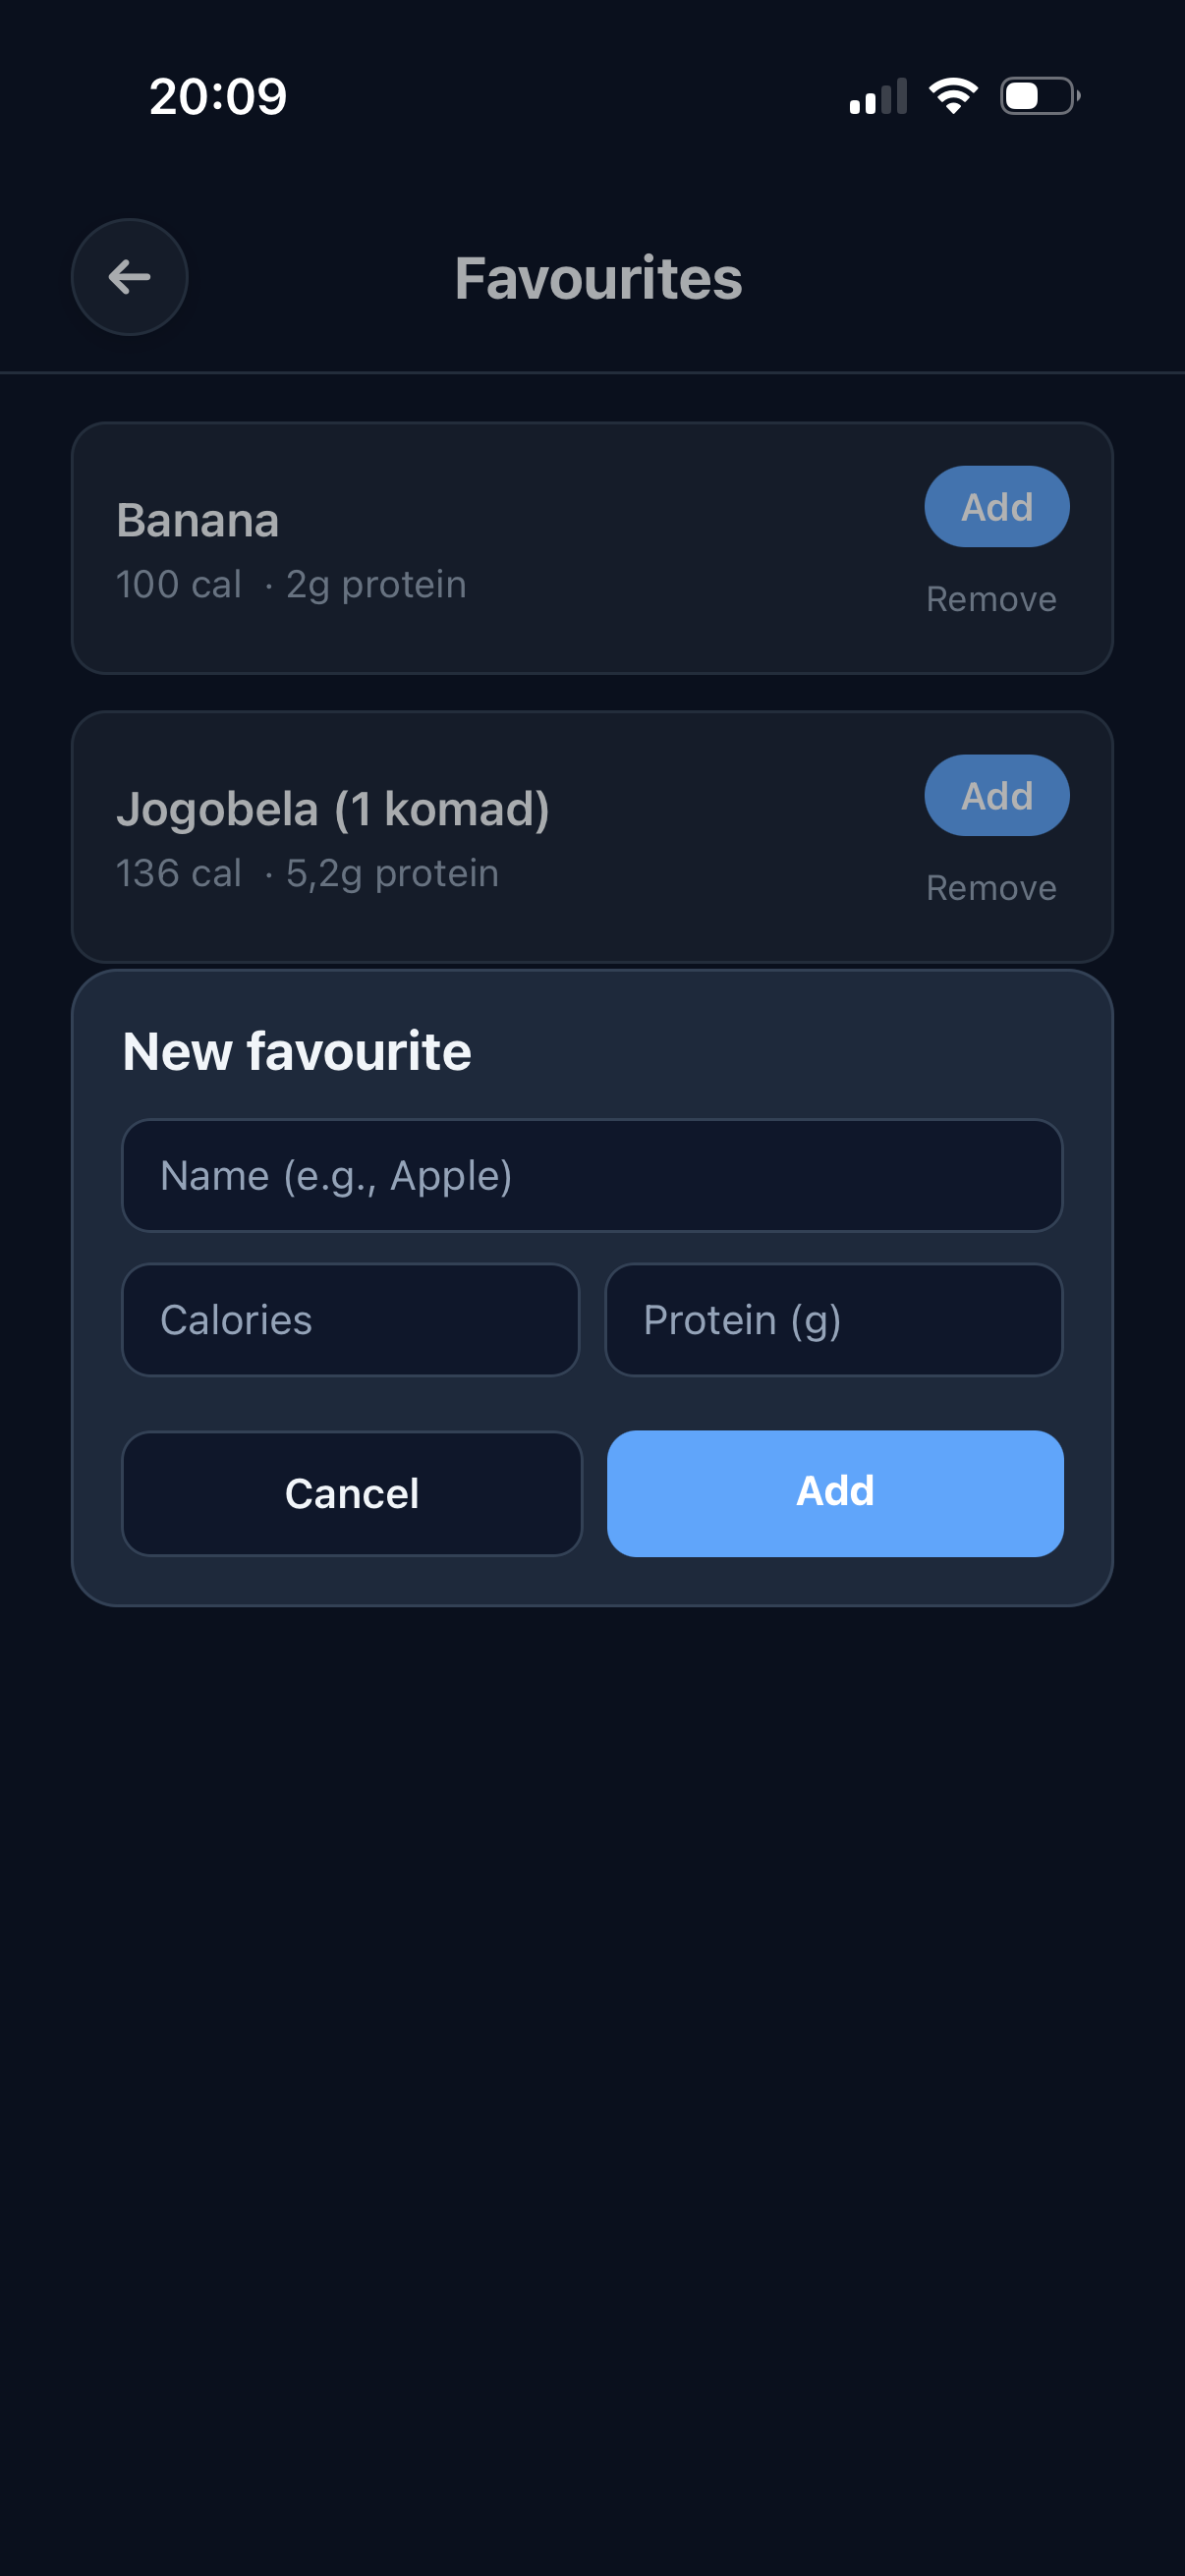 20:09
Favourites
Banana
100 cal · 2g protein
Add
Remove
Jogobela (1 komad)
136 cal · 5,2g protein
Add
Remove
New favourite
Name (e.g., Apple)
Calories
Protein (g)
Cancel
Add